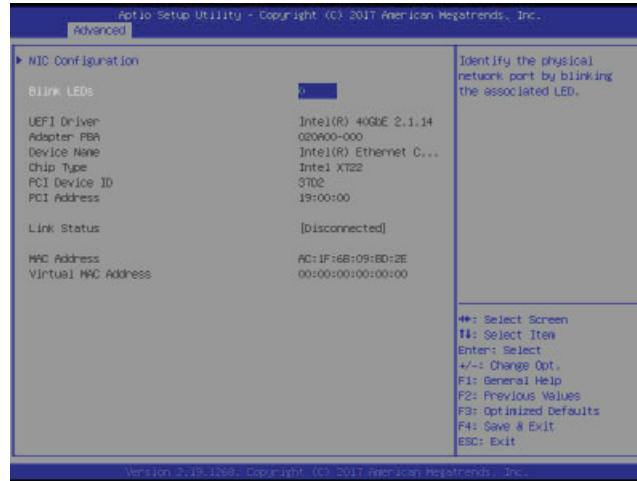 Aptio Setup Utility - Copyright (C) 2017 American Megatrends, Inc.
Advanced
NIC Configuration
Blink LEDs 0
UEFI Driver Intel(R) 40GbE 2.1.14
Adapter PBA 020A00-000
Device Name Intel(R) Ethernet C...
Chip Type Intel X722
PCI Device ID 37D2
PCI Address 19:00:00
Link Status [Disconnected]
MAC Address AC:1F:6B:09:BD:2E
Virtual MAC Address 00:00:00:00:00:00
Identify the physical
network port by blinking
the associated LED.
→←: Select Screen
↑↓: Select Item
Enter: Select
+/-: Change Opt.
F1: General Help
F2: Previous Values
F3: Optimized Defaults
F4: Save & Exit
ESC: Exit
Version 2.19.1268. Copyright (C) 2017 American Megatrends, Inc.